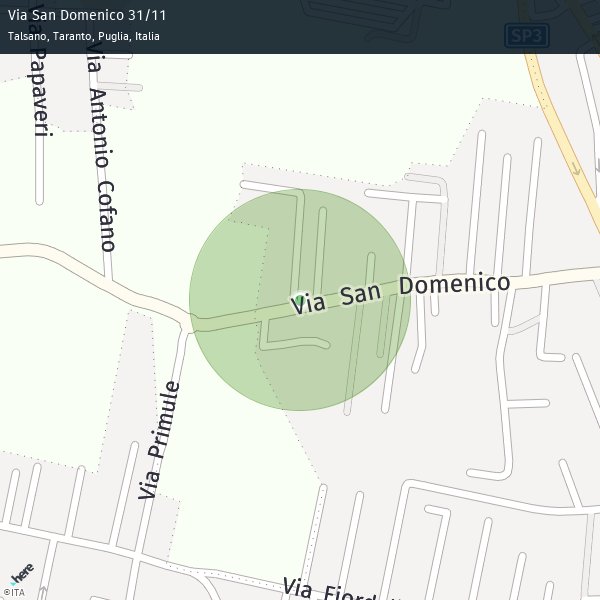 Via San Domenico 31/11
Talsano, Taranto, Puglia, Italia
SP3
Via Papaveri
Via Antonio Cofano
Via San Domenico
Via Primule
here
©ITA